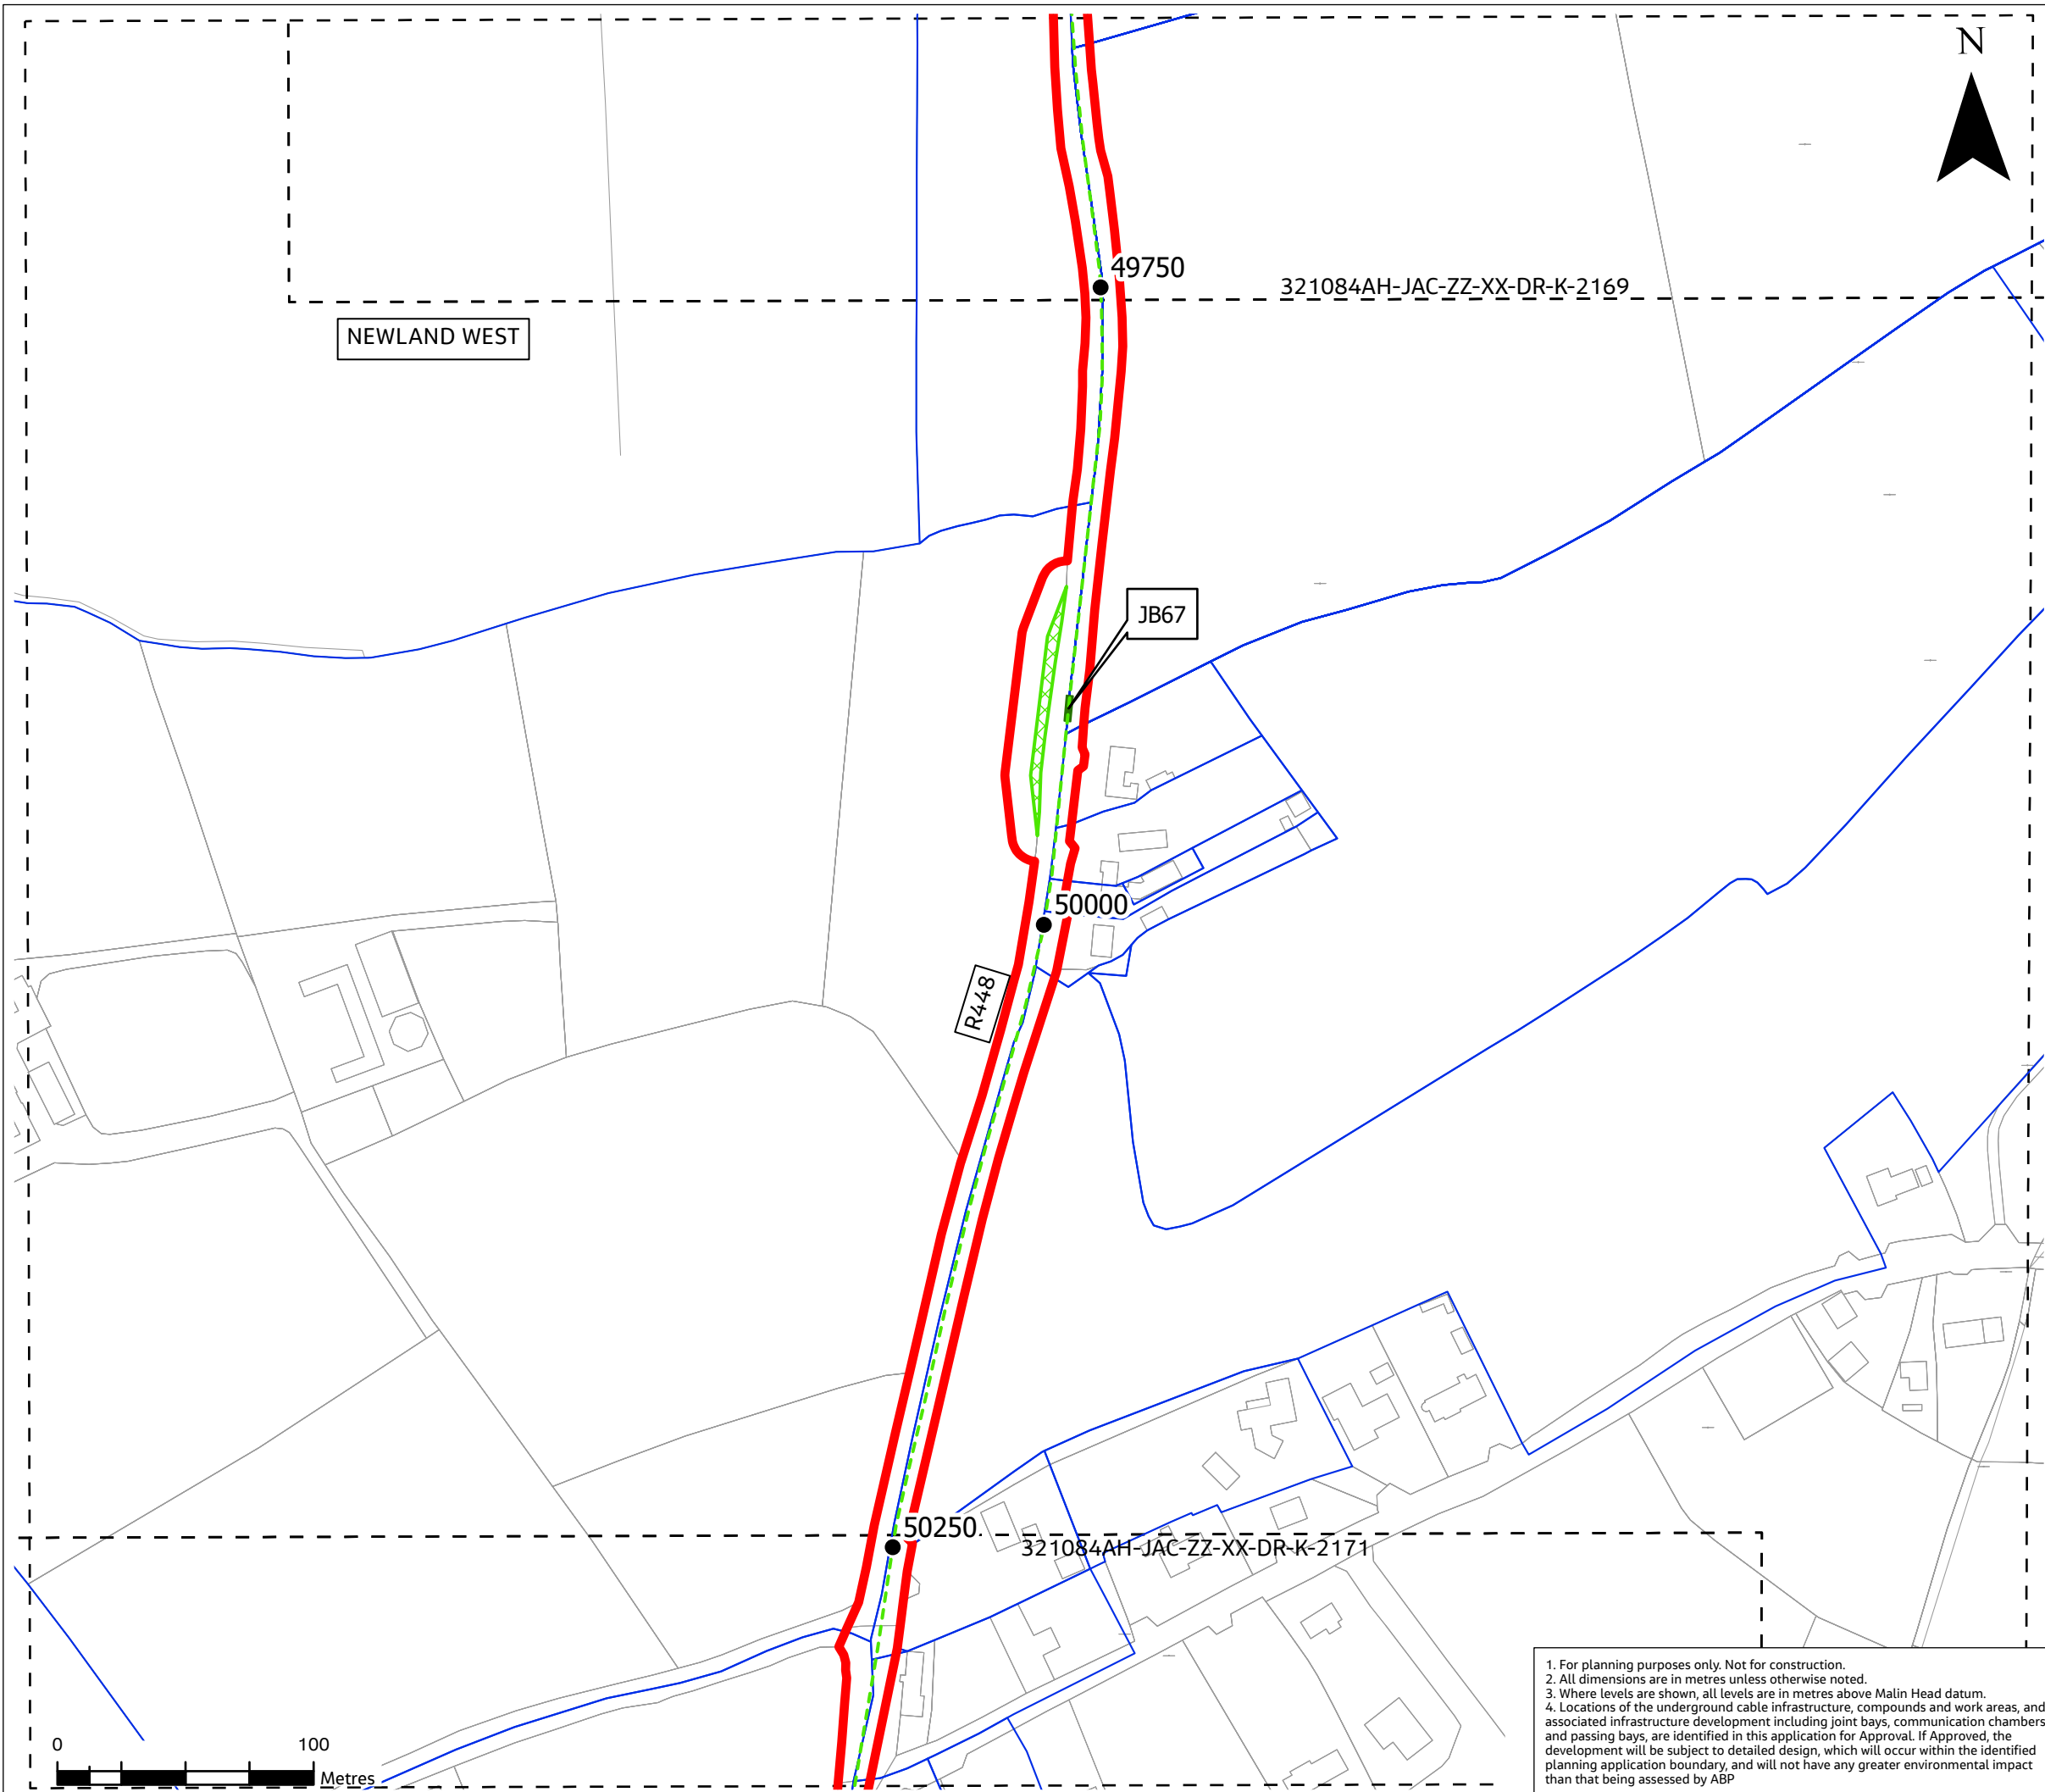 N
49750
321084AH-JAC-ZZ-XX-DR-K-2169
NEWLAND WEST
JB67
50000
R448
50250
321084AH-JAC-ZZ-XX-DR-K-2171
1. For planning purposes only. Not for construction.
2. All dimensions are in metres unless otherwise noted.
3. Where levels are shown, all levels are in metres above Malin Head datum.
4. Locations of the underground cable infrastructure, compounds and work areas, and
associated infrastructure development including joint bays, communication chambers
and passing bays, are identified in this application for Approval. If Approved, the
development will be subject to detailed design, which will occur within the identified
planning application boundary, and will not have any greater environmental impact
than that being assessed by ABP
0 100
Metres